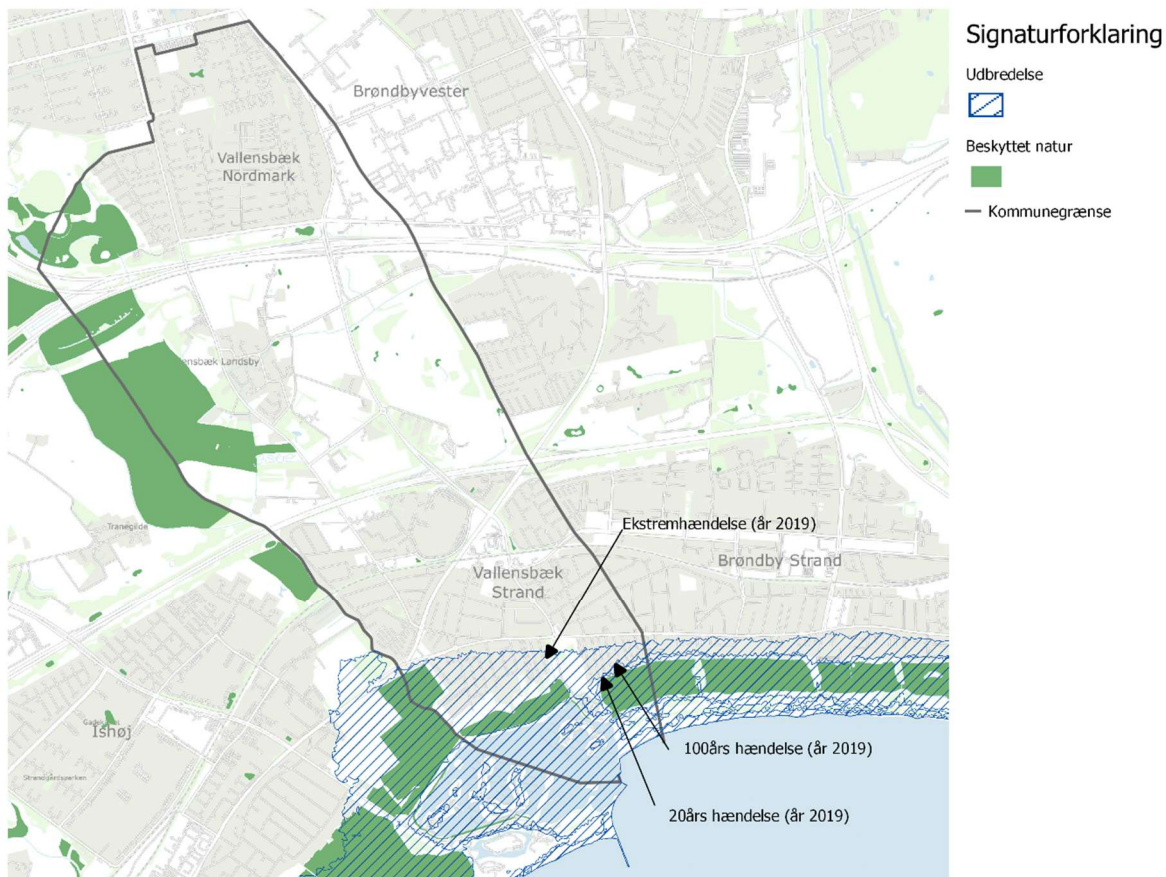 Signaturforklaring
Udbredelse
Beskyttet natur
Kommunegrænse
Brøndbyvester
Vallensbæk
Nordmark
ensbæk Landsby
Tranegilde
Ekstremhændelse (år 2019)
Brøndby Strand
Vallensbæk
Strand
Ishøj
Strandgårdsparken
100års hændelse (år 2019)
20års hændelse (år 2019)